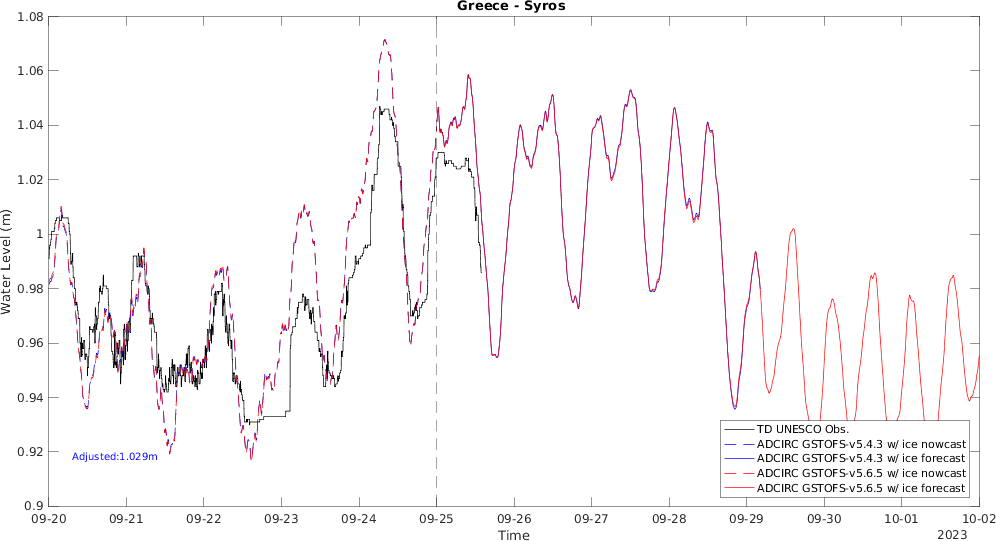 Greece - Syros
1.08
1.06
1.04
1.02
1
0.98
0.96
0.94
0.92
0.9
Water Level (m)
Adjusted:1.029m
TD UNESCO Obs.
ADCIRC GSTOFS-v5.4.3 w/ ice nowcast
ADCIRC GSTOFS-v5.4.3 w/ ice forecast
ADCIRC GSTOFS-v5.6.5 w/ ice nowcast
ADCIRC GSTOFS-v5.6.5 w/ ice forecast
09-20 09-21 09-22 09-23 09-24 09-25 09-26 09-27 09-28 09-29 09-30 10-01 10-02
Time
2023